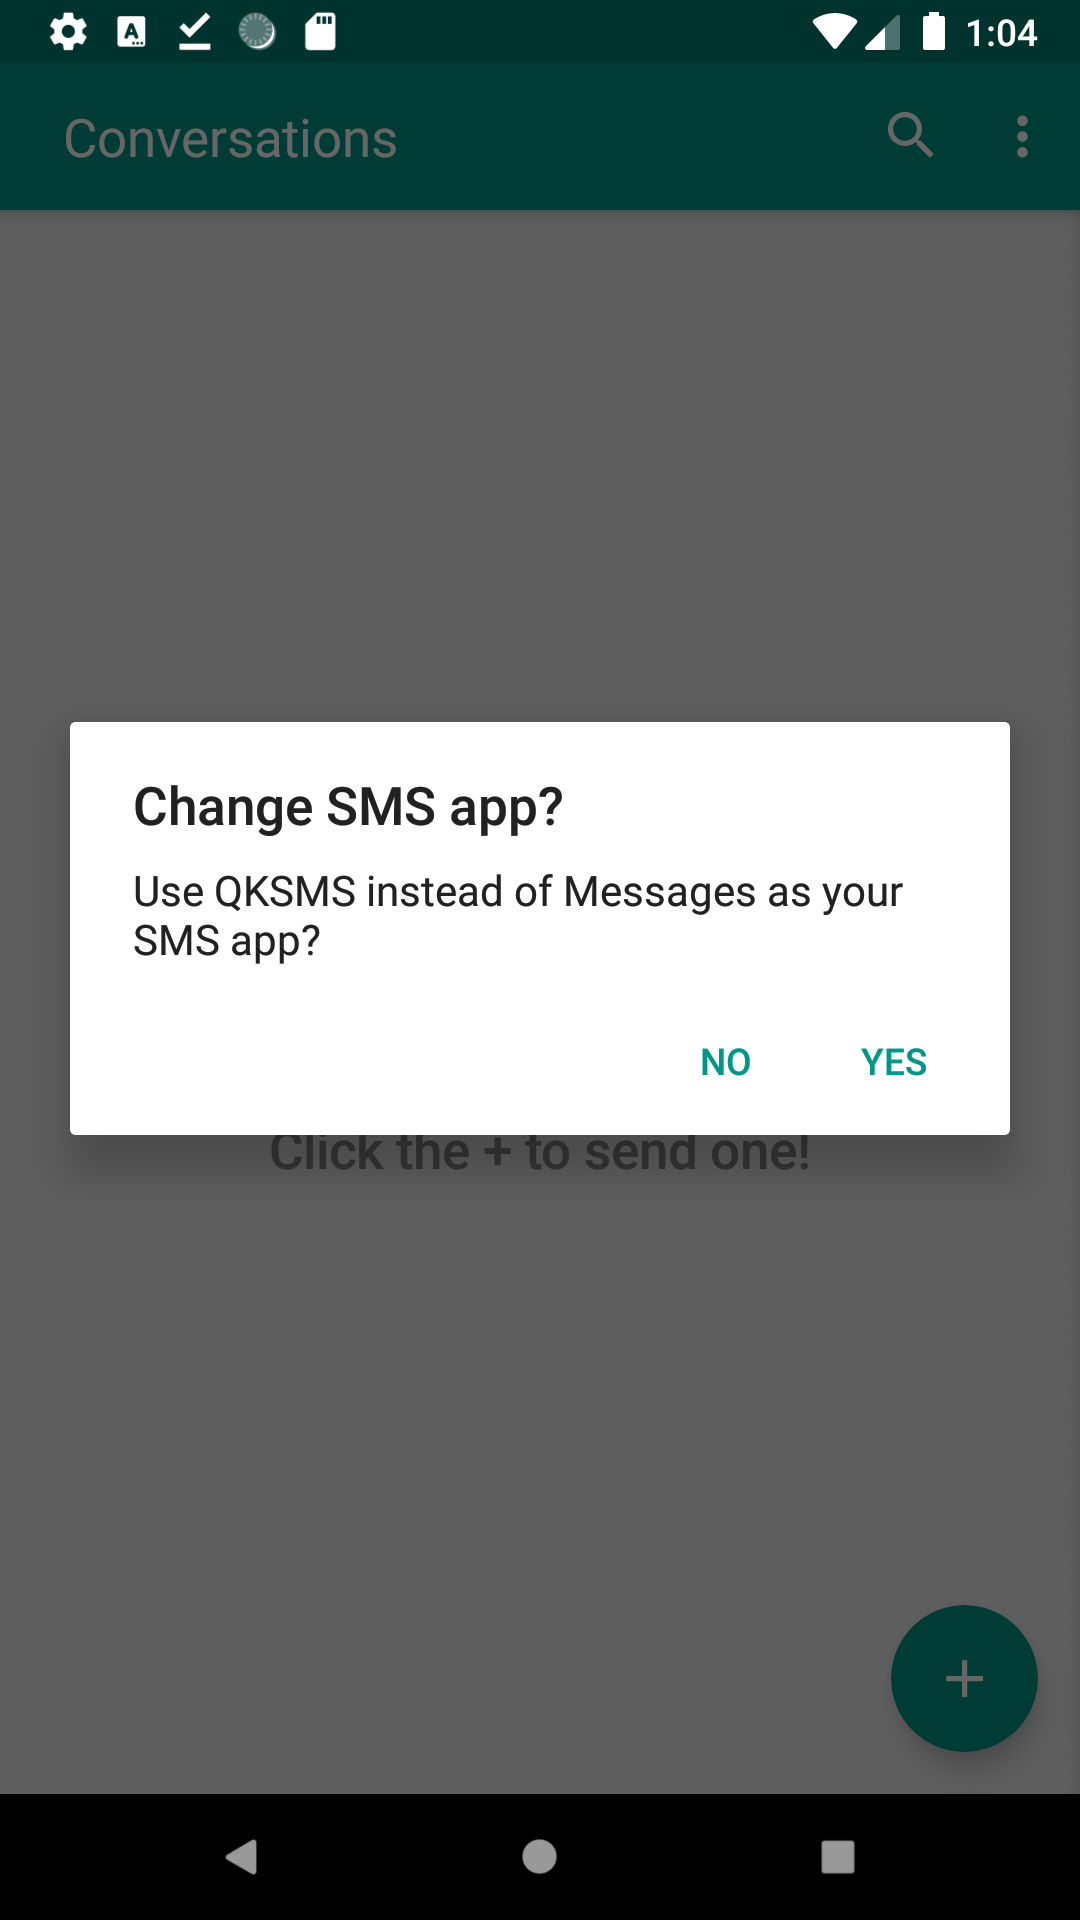 1:04
Conversations
Change SMS app?
Use QKSMS instead of Messages as your
SMS app?
NO YES
Click the + to send one!